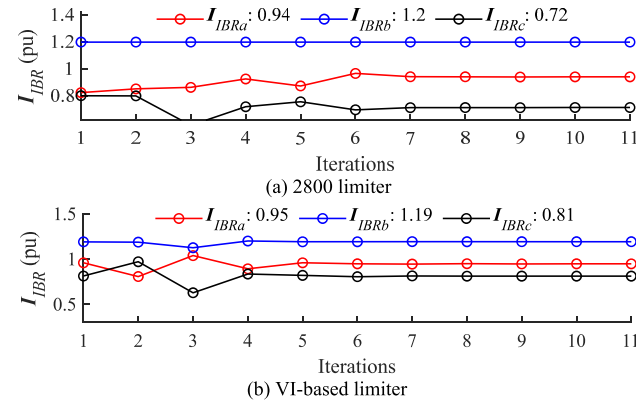 1.4
I_IBRa: 0.94 I_IBRb: 1.2 I_IBRc: 0.72
1.2
1
0.8
I_IBR (pu)
1 2 3 4 5 6 7 8 9 10 11
Iterations
(a) 2800 limiter
1.5
I_IBRa: 0.95 I_IBRb: 1.19 I_IBRc: 0.81
1
0.5
I_IBR (pu)
1 2 3 4 5 6 7 8 9 10 11
Iterations
(b) VI-based limiter